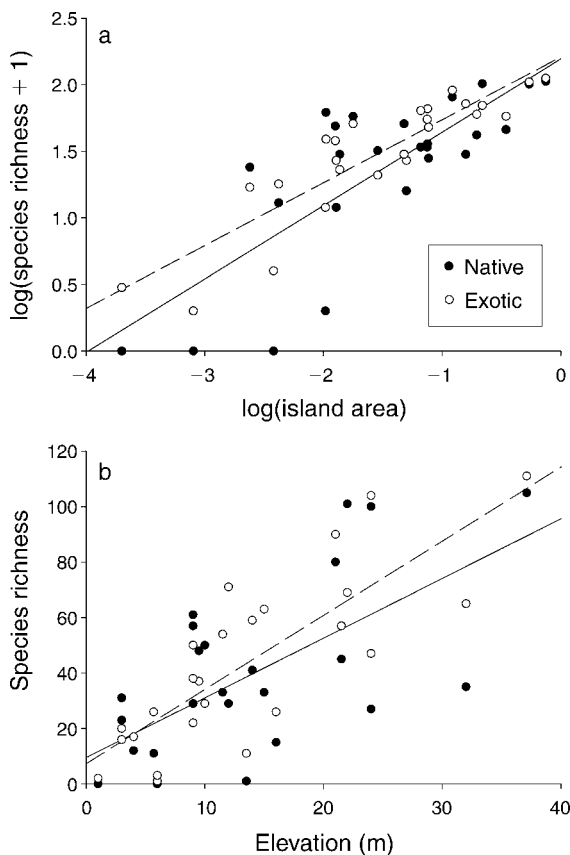 a
log(species richness + 1)
2.5
2.0
1.5
1.0
0.5
0.0
Native
Exotic
−4
−3
−2
−1
0
log(island area)
b
Species richness
120
100
80
60
40
20
0
0
10
20
30
40
Elevation (m)